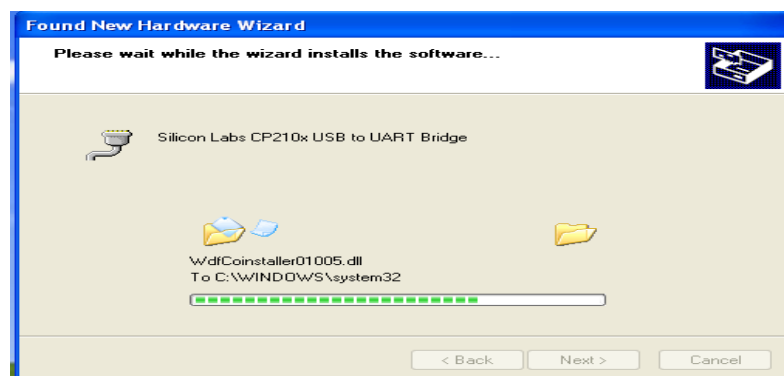 Found New Hardware Wizard
Please wait while the wizard installs the software...
Silicon Labs CP210x USB to UART Bridge
WdfCoinstaller01005.dll
To C:\WINDOWS\system32
< Back
Next >
Cancel